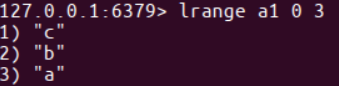 127.0.0.1:6379> lrange a1 0 3
1) "c"
2) "b"
3) "a"